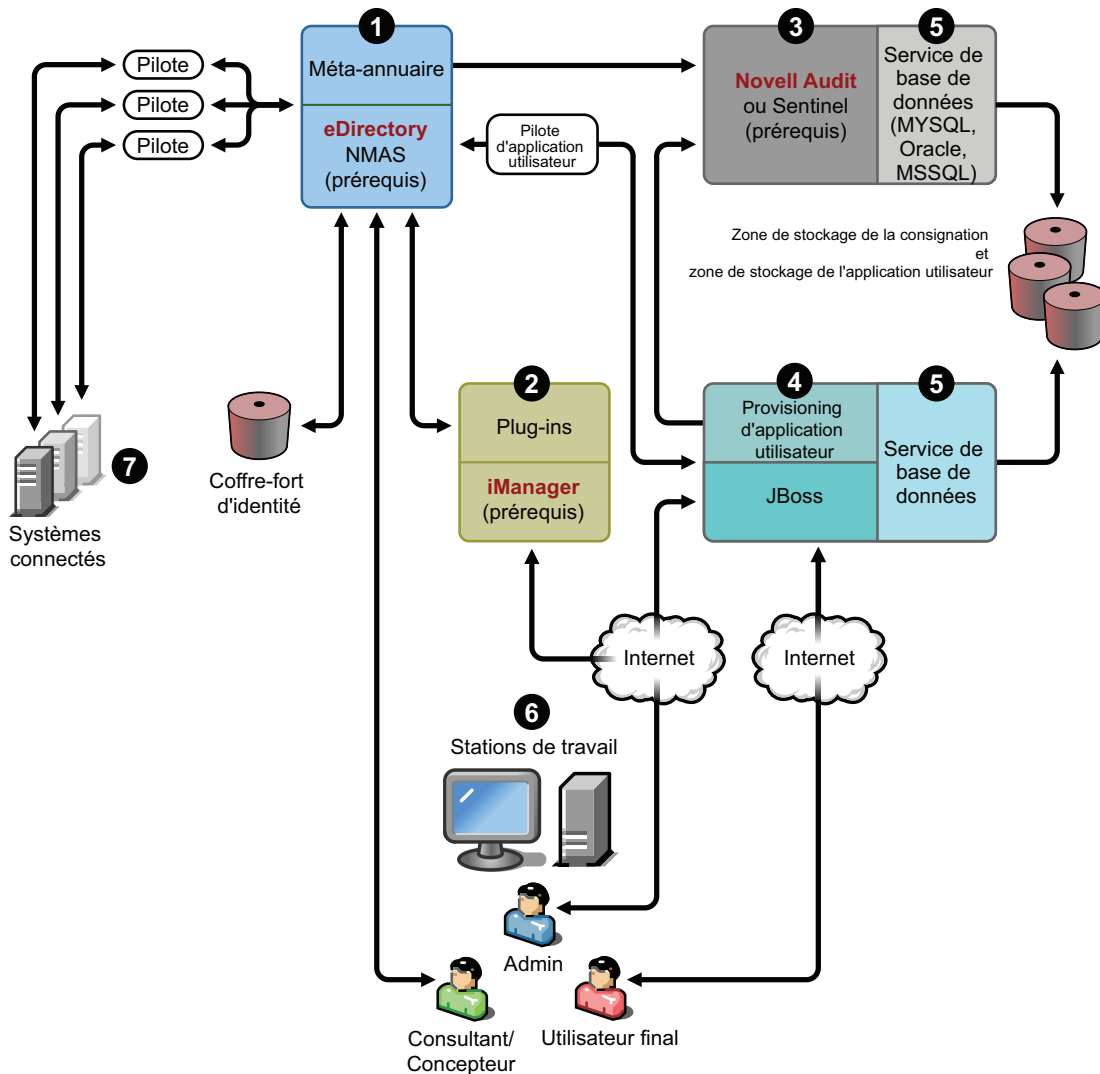 1
3
5
Pilote
Pilote
Pilote
Méta-annuaire
eDirectory
NMAS
(prérequis)
Pilote
d'application
utilisateur
Novell Audit
ou Sentinel
(prérequis)
Service de
base de
données
(MYSQL,
Oracle,
MSSQL)
Zone de stockage de la consignation
et
zone de stockage de l'application utilisateur
2
4
5
Plug-ins
iManager
(prérequis)
Provisioning
d'application
utilisateur
JBoss
Service de
base de
données
7
Systèmes
connectés
Coffre-fort
d'identité
Internet
Internet
6
Stations de travail
Admin
Consultant/
Concepteur
Utilisateur final